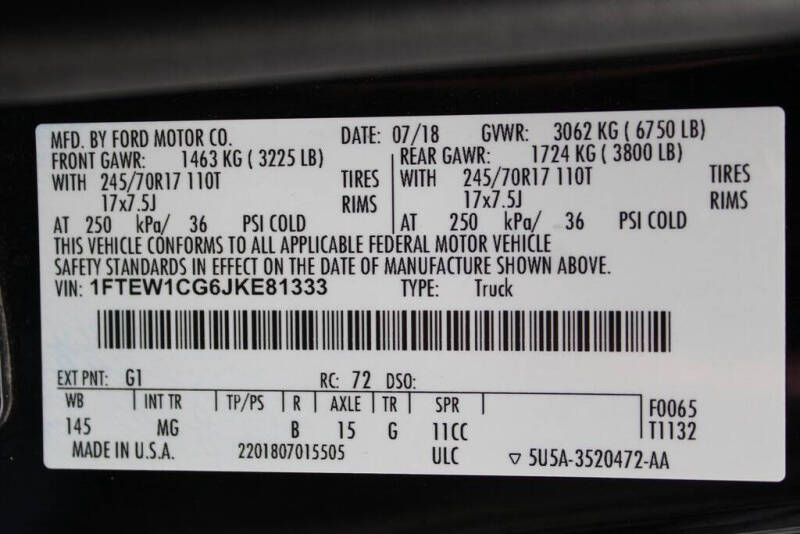 MFD. BY FORD MOTOR CO. DATE: 07/18 GVWR: 3062 KG ( 6750 LB)
FRONT GAWR: 1463 KG ( 3225 LB) REAR GAWR: 1724 KG ( 3800 LB)
WITH 245/70R17 110T TIRES WITH 245/70R17 110T TIRES
17x7.5J RIMS 17x7.5J RIMS
AT 250 kPa/ 36 PSI COLD AT 250 kPa/ 36 PSI COLD
THIS VEHICLE CONFORMS TO ALL APPLICABLE FEDERAL MOTOR VEHICLE
SAFETY STANDARDS IN EFFECT ON THE DATE OF MANUFACTURE SHOWN ABOVE.
VIN: 1FTEW1CG6JKE81333 TYPE: Truck
EXT PNT: G1 RC: 72 DSO:
WB INT TR TP/PS R AXLE TR SPR F0065
145 MG B 15 G 11CC T1132
MADE IN U.S.A. 2201807015505 ULC ▽ 5U5A-3520472-AA